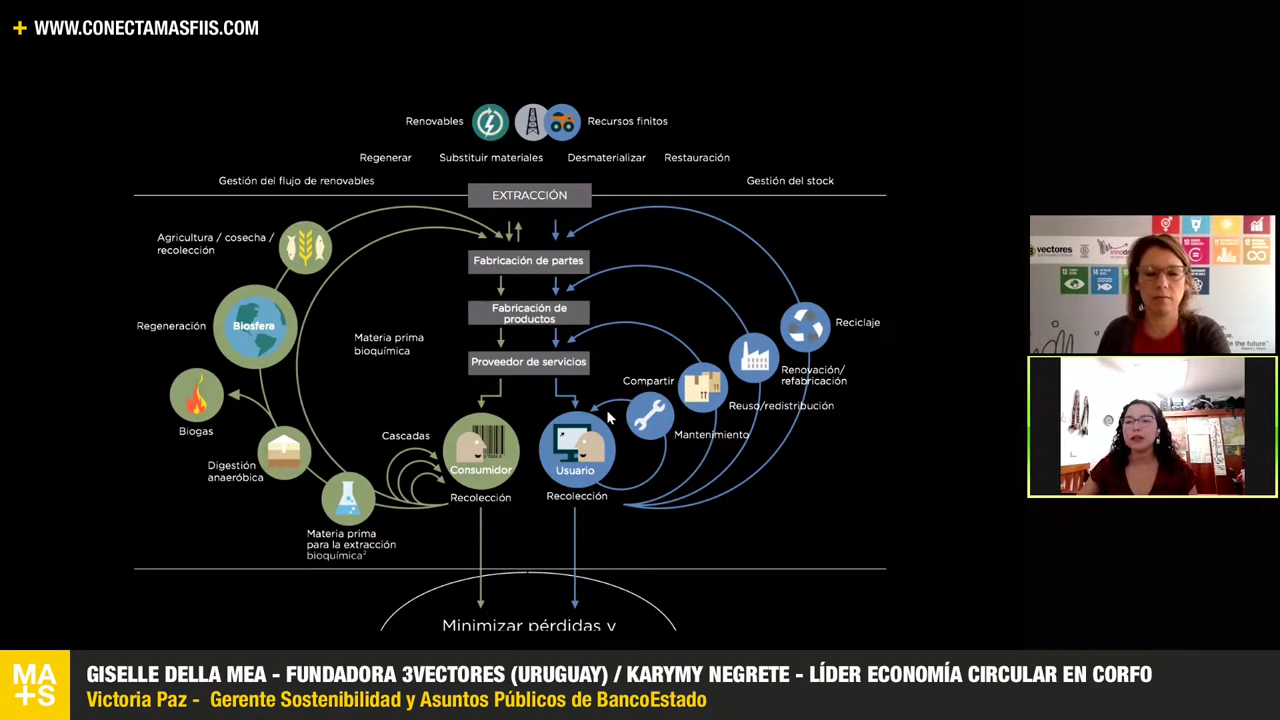 + WWW.CONECTAMASFIIS.COM
Renovables
Recursos finitos
Regenerar
Substituir materiales
Desmaterializar
Restauración
Gestión del flujo de renovables
EXTRACCIÓN
Gestión del stock
Agricultura / cosecha /
recolección
Fabricación de partes
Regeneración
Biosfera
Fabricación de
productos
Reciclaje
Materia prima
bioquímica
Proveedor de servicios
Renovación/
refabricación
Compartir
Reuso/redistribución
Biogas
Mantenimiento
Cascadas
Digestión
anaeróbica
Consumidor
Usuario
Recolección
Recolección
Materia prima
para la extracción
bioquímica²
Minimizar pérdidas y
vectores
MA
+S
GISELLE DELLA MEA - FUNDADORA 3VECTORES (URUGUAY) / KARYMY NEGRETE - LÍDER ECONOMÍA CIRCULAR EN CORFO
Victoria Paz - Gerente Sostenibilidad y Asuntos Públicos de BancoEstado